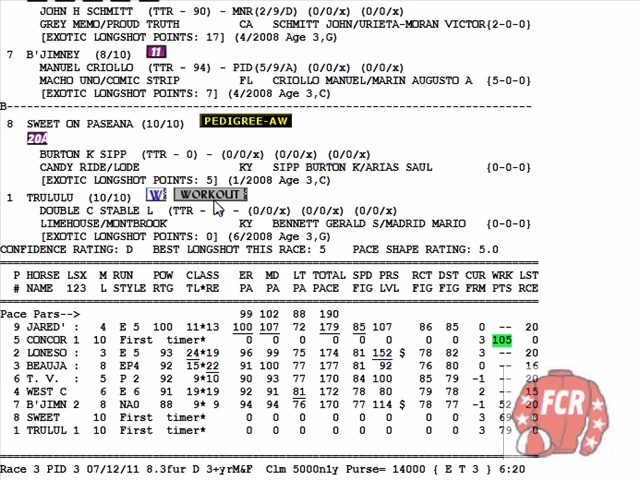 JOHN H SCHMITT (TTR - 90) - MNR(2/9/D) (0/0/x) (0/0/x)
GREY MEMO/PROUD TRUTH CA SCHMITT JOHN/URIETA-MORAN VICTOR{2-0-0}
[EXOTIC LONGSHOT POINTS: 17] (4/2008 Age 3,G)
7 B'JIMNEY (8/10) 11
MANUEL CRIOLLO (TTR - 94) - PID(5/9/A) (0/0/x) (0/0/x)
MACHO UNO/COMIC STRIP FL CRIOLLO MANUEL/MARIN AUGUSTO A {5-0-0}
[EXOTIC LONGSHOT POINTS: 7] (4/2008 Age 3,C)
B------------------------------------------------------------
8 SWEET ON PASEANA (10/10) PEDIGREE-AW
20A
BURTON K SIPP (TTR - 0) - (0/0/x) (0/0/x) (0/0/x)
CANDY RIDE/LODE KY SIPP BURTON K/ARIAS SAUL {0-0-0}
[EXOTIC LONGSHOT POINTS: 5] (1/2008 Age 3,G)
1 TRULULU (10/10) W WORKOUT
DOUBLE C STABLE L (TTR - - (0/0/x) (0/0/x) (0/0/x)
LIMEHOUSE/MONTBROOK KY BENNETT GERALD S/MADRID MARIO {0-0-0}
[EXOTIC LONGSHOT POINTS: 0] (6/2008 Age 3,G)
CONFIDENCE RATING: D BEST LONGSHOT THIS RACE: 5 PACE SHAPE RATING: 5.0
P HORSE LSX M RUN POW CLASS ER MD LT TOTAL SPD PRS RCT DST CUR WRK LST
# NAME 123 L STYLE RTG TL*RL PA PA PA PACE FIG LVL FIG FIG FRM PTS RCE
Pace Pars--> 99 102 88 190
9 JARED' : 4 E 5 100 11*13 100 107 72 179 85 107 86 85 0 -- 20
5 CONCOR 1 10 First timer* 0 0 0 0 0 0 0 0 3 105
2 LONESO : 3 E 5 93 24*19 99 99 75 174 81 152 $ 78 82 3 -- 20
3 BEAUJA : 8 EP4 92 15*22 91 100 77 177 81 92 76 80 0 -- 16
6 T. V. : 5 P 2 92 9*10 93 90 77 170 84 100 85 79 -1 -- 20
4 WEST C 6 E 6 91 19*14 92 91 81 172 78 80 79 78 2 -- 15
7 B'JIMN 2 8 NA0 88 9* 9 94 94 76 170 77 114 $ 78 77 -1 52 20
8 SWEET 10 First timer* 0 0 0 0 0 0 0 0 3 69 0
1 TRULUL 1 10 First timer* 0 0 0 0 0 0 0 0 3 79 0
FCR
Race 3 PID 3 07/12/11 8.3fur D 3+yrM&F Clm 5000n1y Purse= 14000 { E T 3 } 6:20